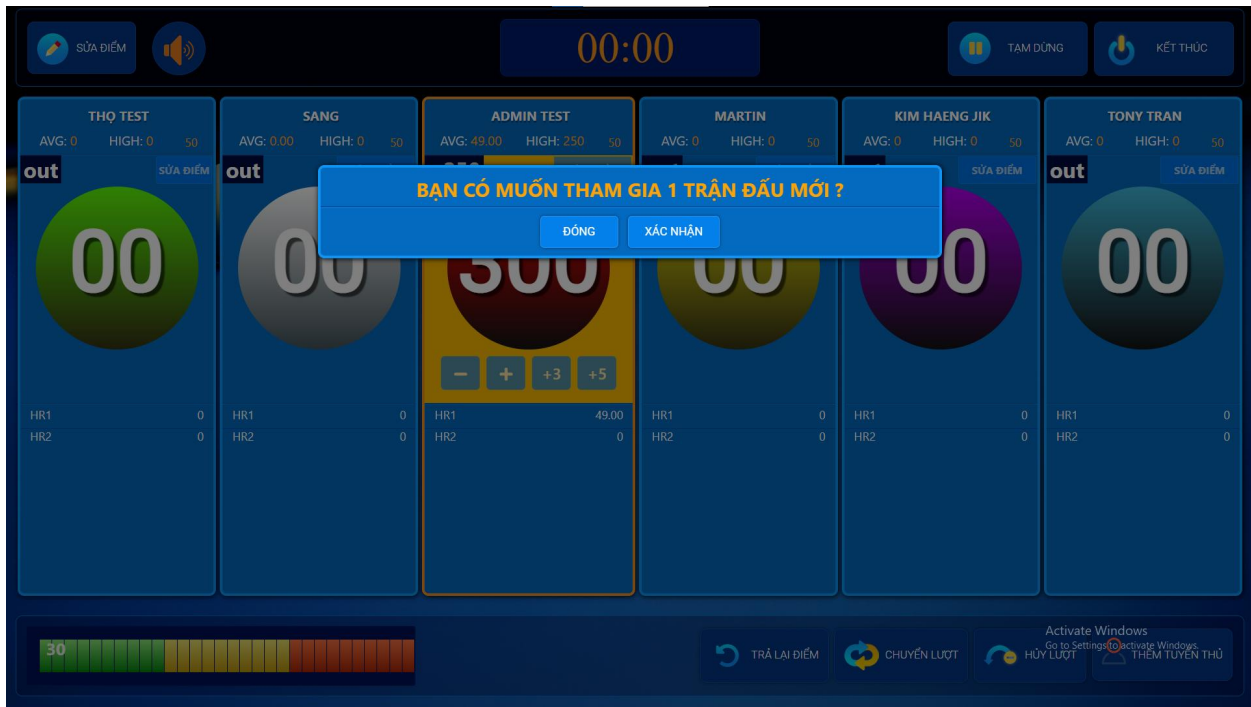 SỬA ĐIỂM
00:00
TẠM DỪNG
KẾT THÚC
THỌ TEST
AVG: 0 HIGH: 0 50
out SỬA ĐIỂM
00
HR1 0
HR2 0
SANG
AVG: 0.00 HIGH: 0 50
out
HR1 0
HR2 0
ADMIN TEST
AVG: 49.00 HIGH: 250 50
300
− + +3 +5
HR1 49.00
HR2 0
MARTIN
AVG: 0 HIGH: 0 50
00
HR1 0
HR2 0
KIM HAENG JIK
AVG: 0 HIGH: 0 50
SỬA ĐIỂM
00
HR1 0
HR2 0
TONY TRAN
AVG: 0 HIGH: 0 50
out SỬA ĐIỂM
00
HR1 0
HR2 0
BẠN CÓ MUỐN THAM GIA 1 TRẬN ĐẤU MỚI ?
ĐÓNG
XÁC NHẬN
30
TRẢ LẠI ĐIỂM
CHUYỂN LƯỢT
HỦY LƯỢT
THÊM TUYỂN THỦ
Activate Windows
Go to Settings to activate Windows.